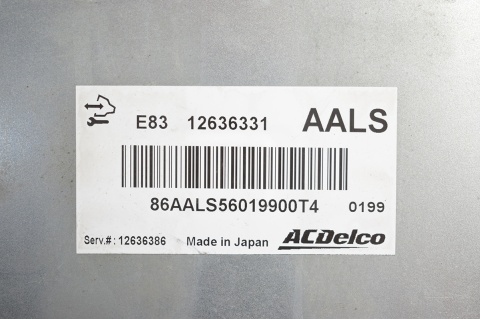 E83 12636331 AALS
86AALS56019900T4 0199
Serv.#: 12636386 Made in Japan ACDelco